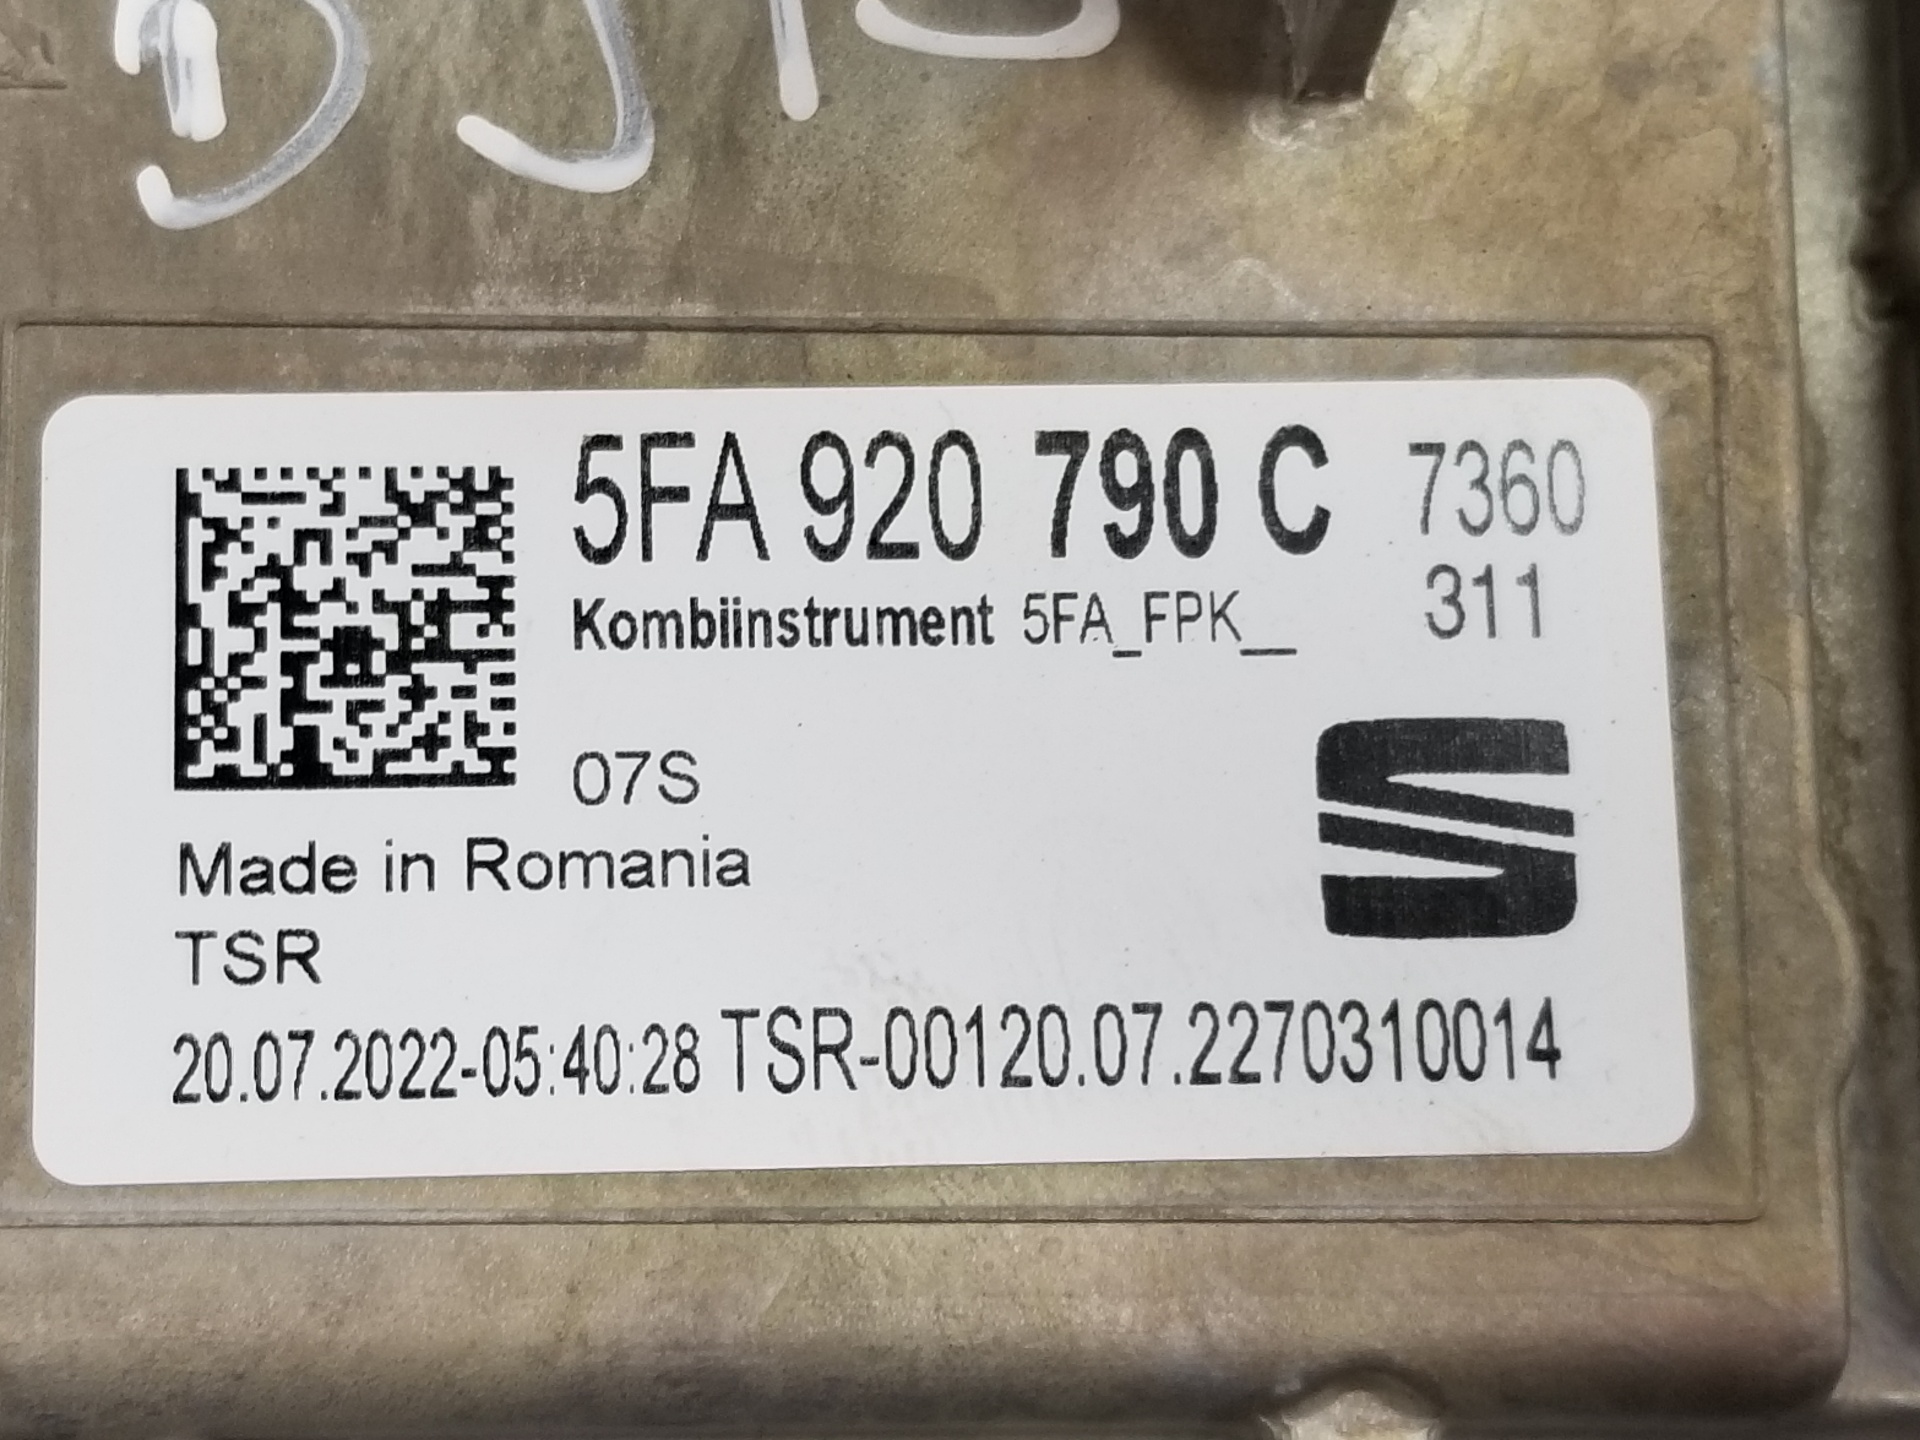 5FA 920 790 C 7360
Kombiinstrument 5FA_FPK__ 311
07S
Made in Romania
TSR
20.07.2022-05:40:28 TSR-00120.07.2270310014